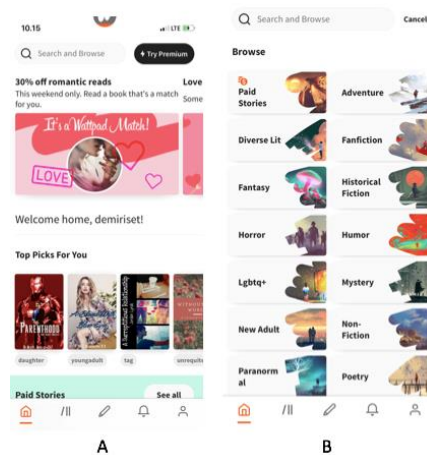 10.15
LTE
Search and Browse
Try Premium
30% off romantic reads
This weekend only. Read a book that's a match
for you.
Love
Some
It's a Wattpad Match!
LOVE
Welcome home, demiriset!
Top Picks For You
PARENTHOOD
daughter
youngadult
tag
unrequite
Paid Stories
See all
A
Search and Browse
Cancel
Browse
Paid
Stories
Adventure
Diverse Lit
Fanfiction
Fantasy
Historical
Fiction
Horror
Humor
Lgbtq+
Mystery
New Adult
Non-
Fiction
Paranorm
al
Poetry
B